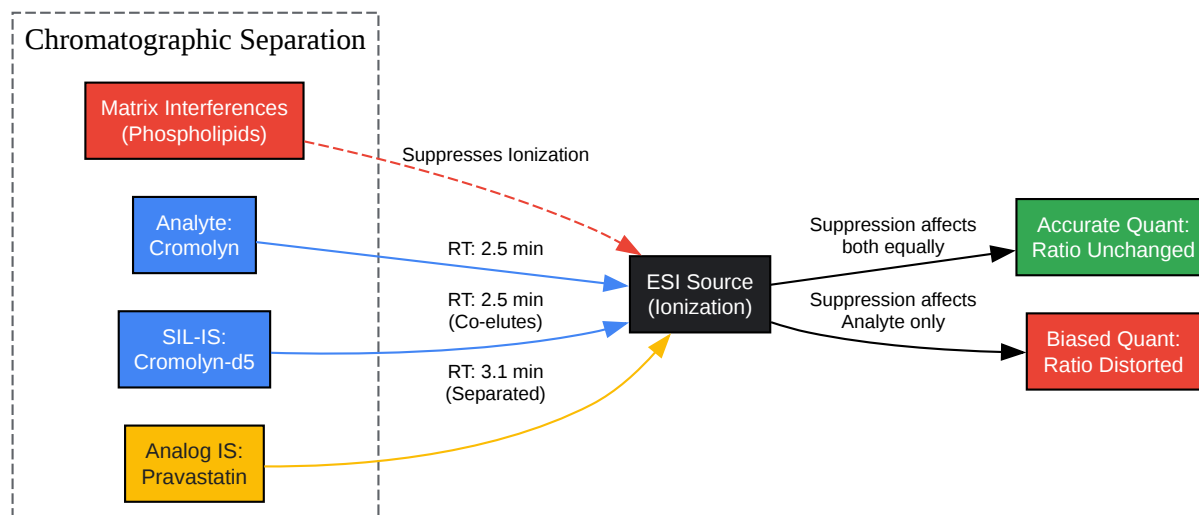 Chromatographic Separation
Matrix Interferences
(Phospholipids)
Suppresses Ionization
Analyte:
Cromolyn
RT: 2.5 min
SIL-IS:
Cromolyn-d5
RT: 2.5 min
(Co-elutes)
Analog IS:
Pravastatin
RT: 3.1 min
(Separated)
ESI Source
(Ionization)
Suppression affects
both equally
Accurate Quant:
Ratio Unchanged
Suppression affects
Analyte only
Biased Quant:
Ratio Distorted